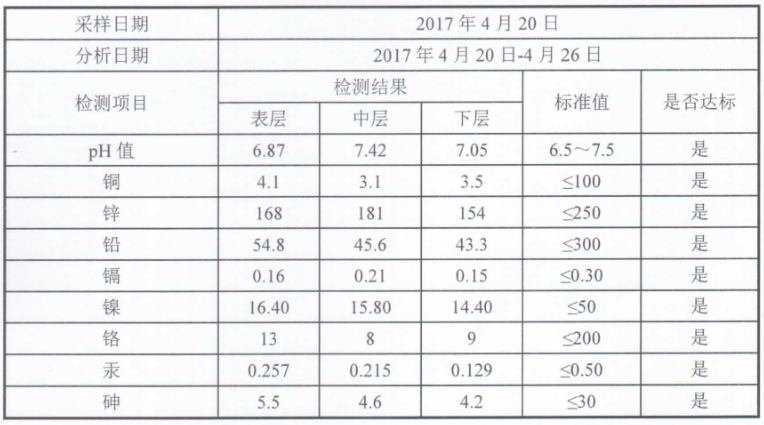 采样日期 2017 年 4 月 20 日
分析日期 2017 年 4 月 20 日-4 月 26 日
检测项目 检测结果 标准值 是否达标
表层 中层 下层
pH 值 6.87 7.42 7.05 6.5～7.5 是
铜 4.1 3.1 3.5 ≤100 是
锌 168 181 154 ≤250 是
铅 54.8 45.6 43.3 ≤300 是
镉 0.16 0.21 0.15 ≤0.30 是
镍 16.40 15.80 14.40 ≤50 是
铬 13 8 9 ≤200 是
汞 0.257 0.215 0.129 ≤0.50 是
砷 5.5 4.6 4.2 ≤30 是